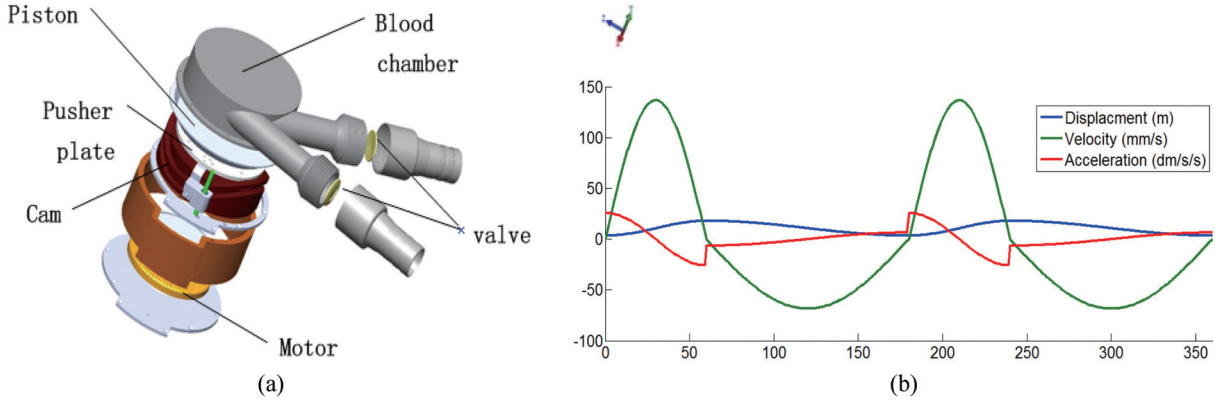 Piston
Blood
chamber
Pusher
plate
Cam
valve
Motor
(a)
150
100
50
0
-50
-100
0
50
100
150
200
250
300
350
Displacment (m)
Velocity (mm/s)
Acceleration (dm/s/s)
(b)